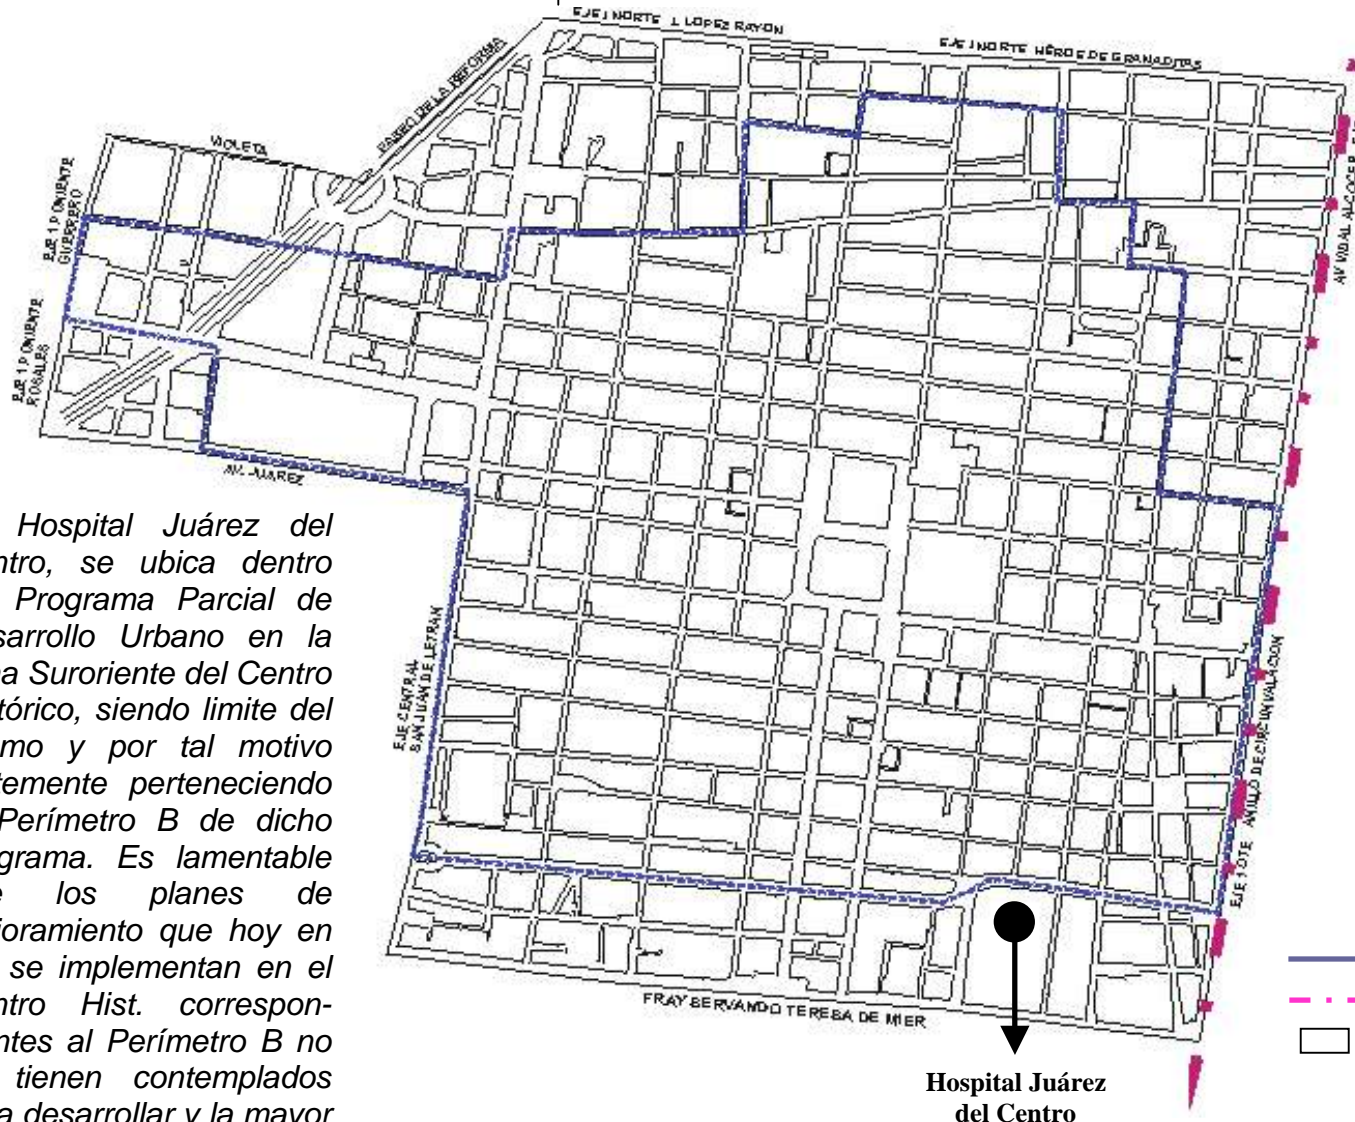 EJE 1 NORTE L LOPEZ RAYON
EJE 1 NORTE HÉROE DE GRANADITAS
PASEO DE LA REFORMA
VIOLETA
EJE 1 PONIENTE
GUERRERO
EJE 1 PONIENTE
ROSALES
AV. JUAREZ
AV VIDAL ALCOCER
EJE CENTRAL
SAN JUAN DE LETRAN
EJE 1 OTE ANILLO DE CIRCUNVALACION
FRAY SERVANDO TERESA DE MIER
Hospital Juárez
del Centro
Hospital Juárez del
ntro, se ubica dentro
Programa Parcial de
sarrollo Urbano en la
na Suroriente del Centro
tórico, siendo limite del
smo y por tal motivo
ntemente perteneciendo
Perímetro B de dicho
grama. Es lamentable
e los planes de
joramiento que hoy en
se implementan en el
ntro Hist. correspon-
ntes al Perímetro B no
tienen contemplados
a desarrollar y la mayor